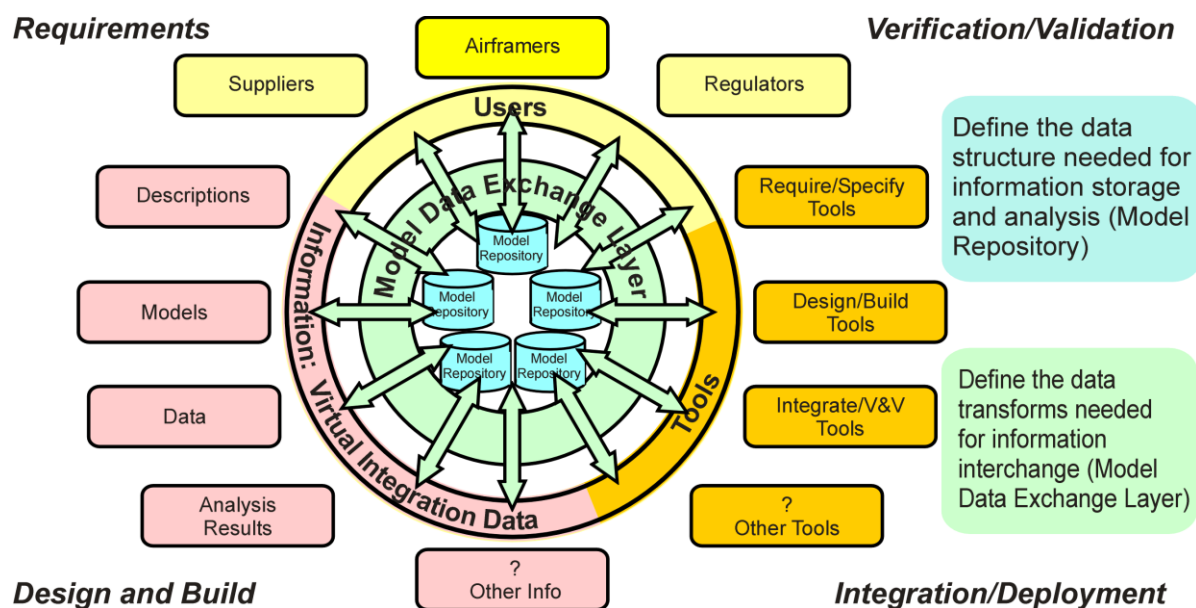 Requirements
Verification/Validation
Airframers
Suppliers
Regulators
Users
Descriptions
Models
Data
Analysis
Results
?
Other Info
Information: Virtual Integration Data
Model Data Exchange Layer
Model
Repository
Model
Repository
Model
Repository
Model
Repository
Model
Repository
Tools
Require/Specify
Tools
Design/Build
Tools
Integrate/V&V
Tools
?
Other Tools
Define the data
structure needed for
information storage
and analysis (Model
Repository)
Define the data
transforms needed
for information
interchange (Model
Data Exchange Layer)
Design and Build
Integration/Deployment